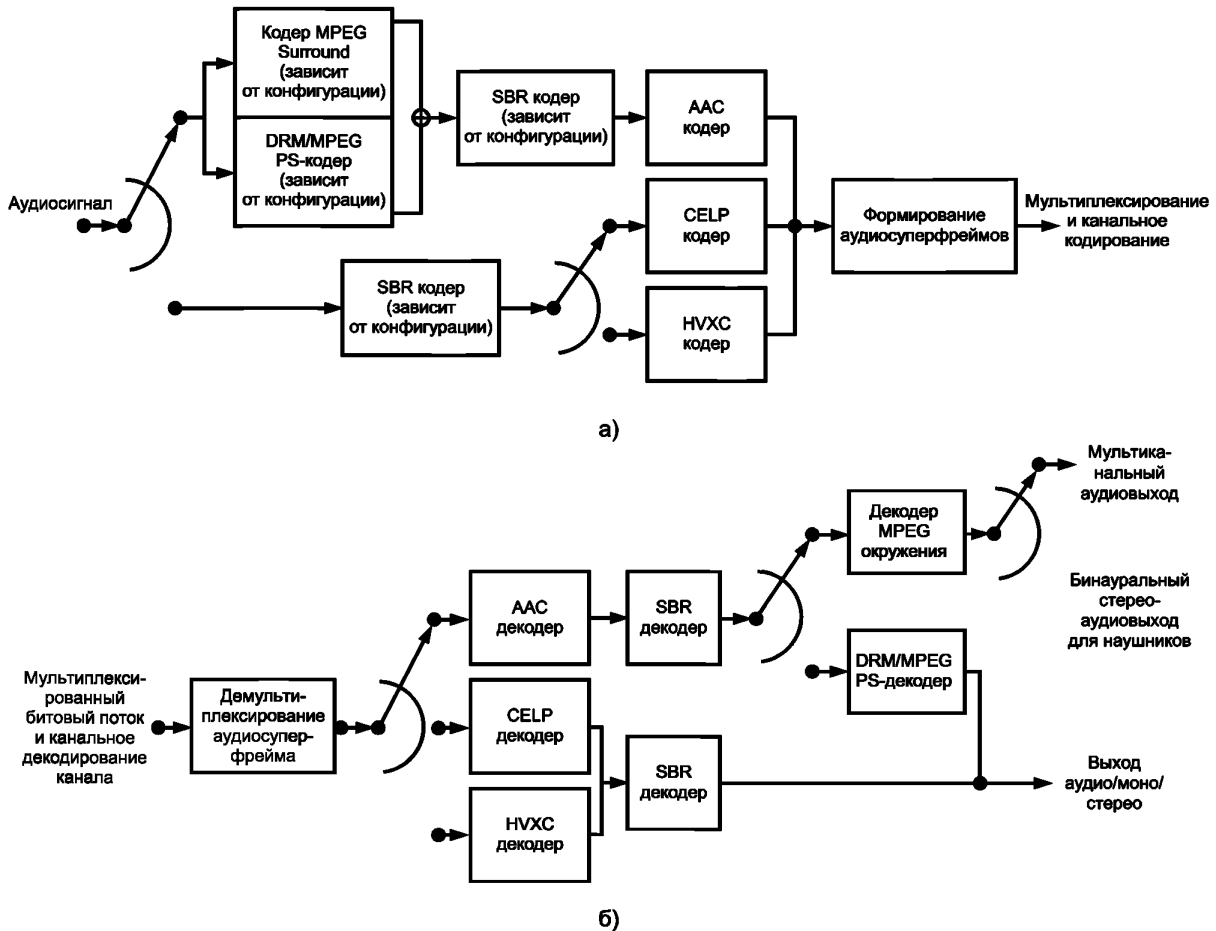 Кодер MPEG
Surround
(зависит
от конфигурации)
DRM/MPEG
PS-кодер
(зависит
от конфигурации)
SBR кодер
(зависит
от конфигурации)
AAC
кодер
Аудиосигнал
CELP
кодер
Формирование
аудиосуперфреймов
Мультиплексирование
и канальное
кодирование
SBR кодер
(зависит
от конфигурации)
HVXC
кодер
а)
Мультика-
нальный
аудиовыход
Декодер
MPEG
окружения
Бинауральный
стерео-
аудиовыход
для наушников
AAC
декодер
SBR
декодер
DRM/MPEG
PS-декодер
Мультиплекси-
рованный
битовый поток
и канальное
декодирование
канала
Демульти-
плексирование
аудиосупер-
фрейма
CELP
декодер
SBR
декодер
HVXC
декодер
Выход
аудио/моно/
стерео
б)